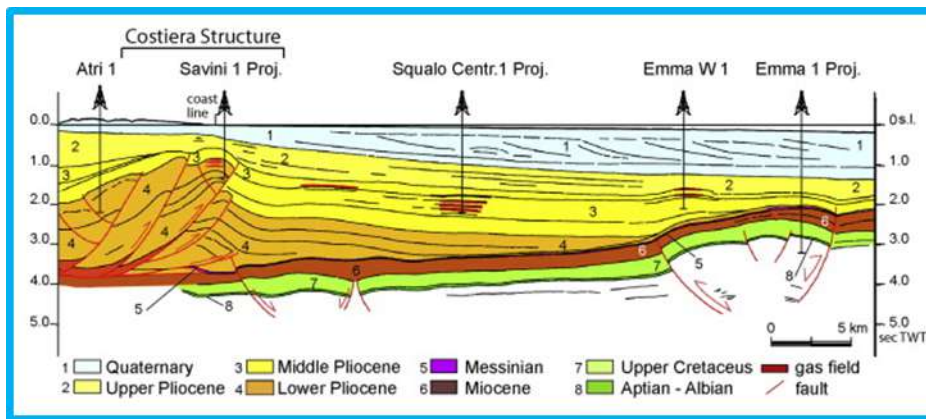 Costiera Structure
Atri 1 Savini 1 Proj. Squalo Centr.1 Proj. Emma W 1 Emma 1 Proj.
coast
line
0.0 0 s.l.
1.0 1.0
2.0 2.0
3.0 3.0
4.0 4.0
5.0 5.0
sec TWT
1 1 1
2 2 2 2
3 3 3 3
4 4 4 4 4
5 5
6 6 6
7 7
8 8
0 5 km
1 Quaternary 3 Middle Pliocene 5 Messinian 7 Upper Cretaceous gas field
2 Upper Pliocene 4 Lower Pliocene 6 Miocene 8 Aptian - Albian fault